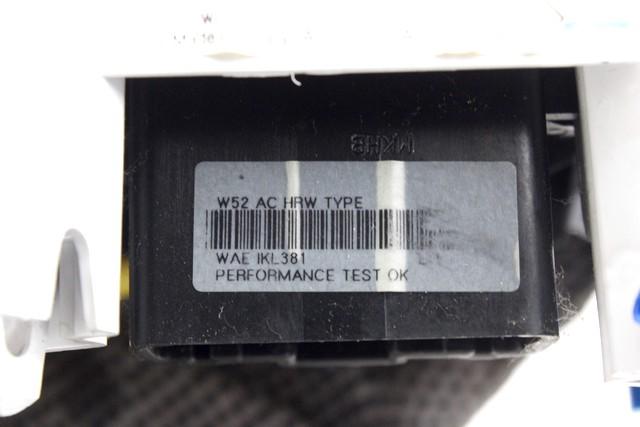 W52 AC HRW TYPE
WAE IKL381
PERFORMANCE TEST OK